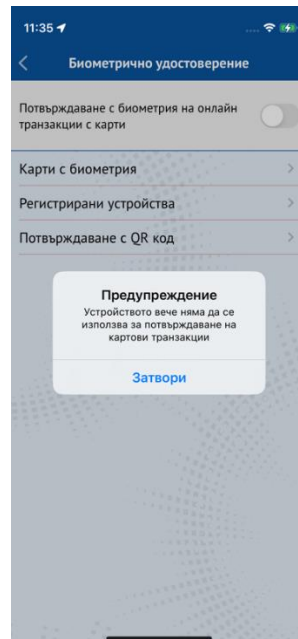 11:35
Биометрично удостоверение
Потвърждаване с биометрия на онлайн
транзакции с карти
Карти с биометрия
Регистрирани устройства
Потвърждаване с QR код
Предупреждение
Устройството вече няма да се
използва за потвърждаване на
картови транзакции
Затвори